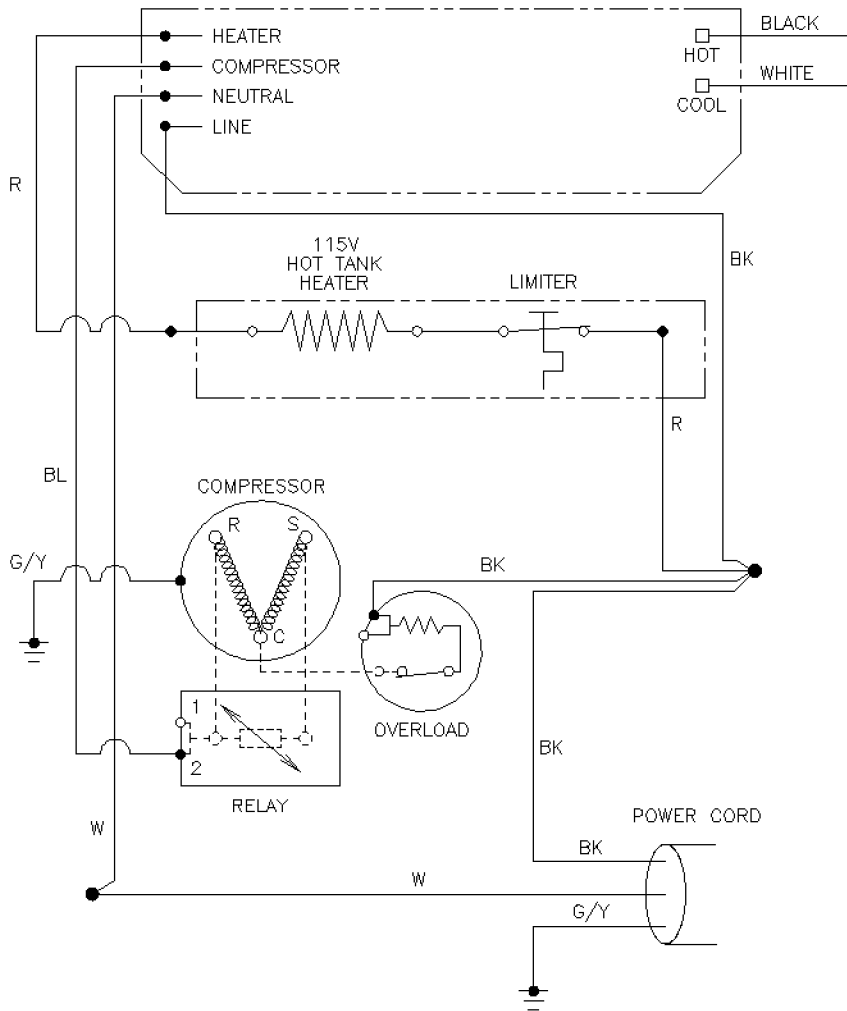 HEATER
COMPRESSOR
NEUTRAL
LINE
HOT
COOL
BLACK
WHITE
R
BK
115V
HOT TANK
HEATER
LIMITER
R
BL
COMPRESSOR
R
S
G/Y
BK
C
OVERLOAD
1
2
RELAY
BK
W
POWER CORD
BK
W
G/Y